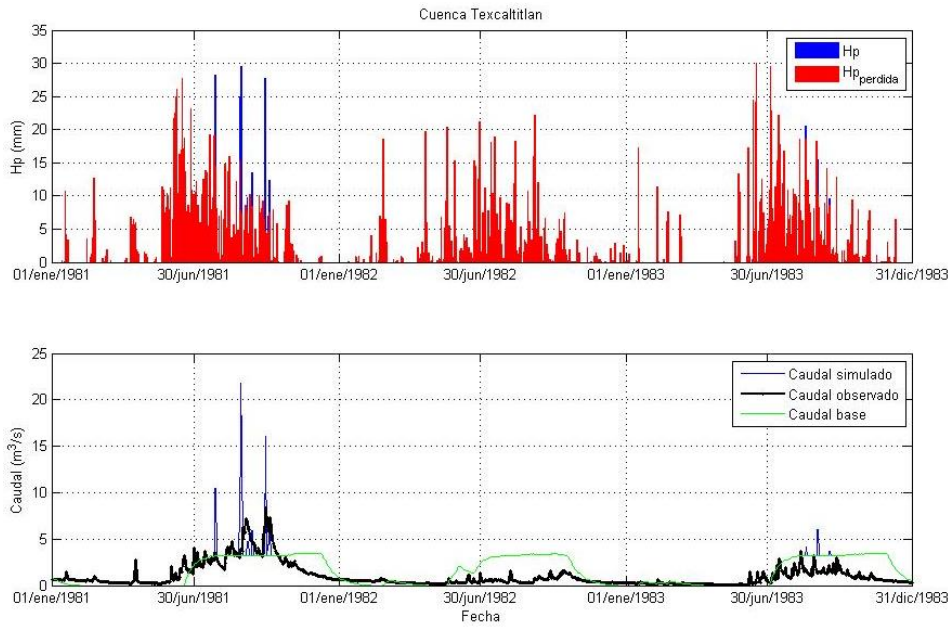 Cuenca Texcaltitlan
35
30
25
20
15
10
5
0
Hp (mm)
Hp
Hp_perdida
01/ene/1981 30/jun/1981 01/ene/1982 30/jun/1982 01/ene/1983 30/jun/1983 31/dic/1983
25
20
15
10
5
0
Caudal (m³/s)
Caudal simulado
Caudal observado
Caudal base
01/ene/1981 30/jun/1981 01/ene/1982 30/jun/1982 01/ene/1983 30/jun/1983 31/dic/1983
Fecha